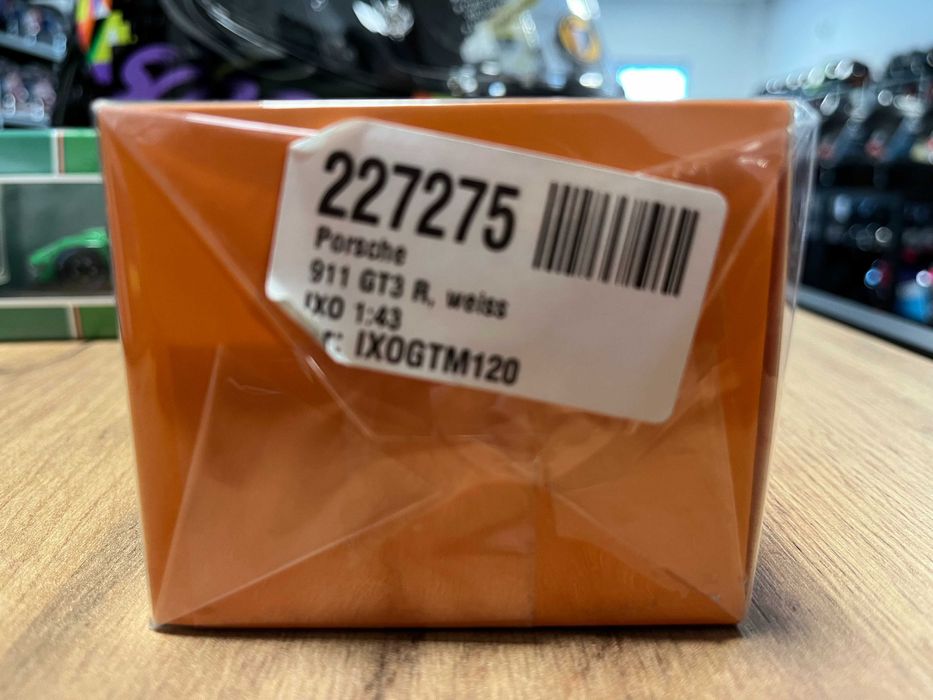 227275
Porsche
911 GT3 R, weiss
IXO 1:43
r: IXOGTM120